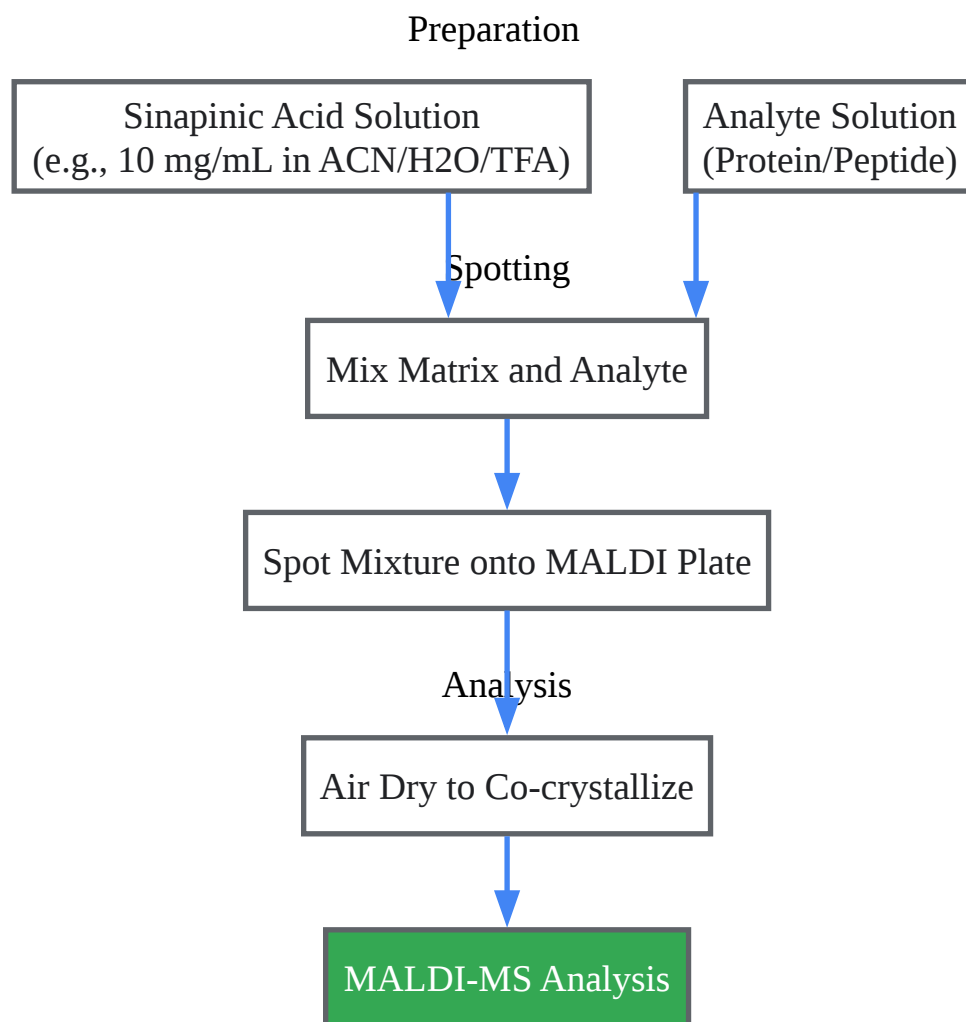 Preparation
Sinapinic Acid Solution
(e.g., 10 mg/mL in ACN/H2O/TFA)
Analyte Solution
(Protein/Peptide)
Spotting
Mix Matrix and Analyte
Spot Mixture onto MALDI Plate
Analysis
Air Dry to Co-crystallize
MALDI-MS Analysis